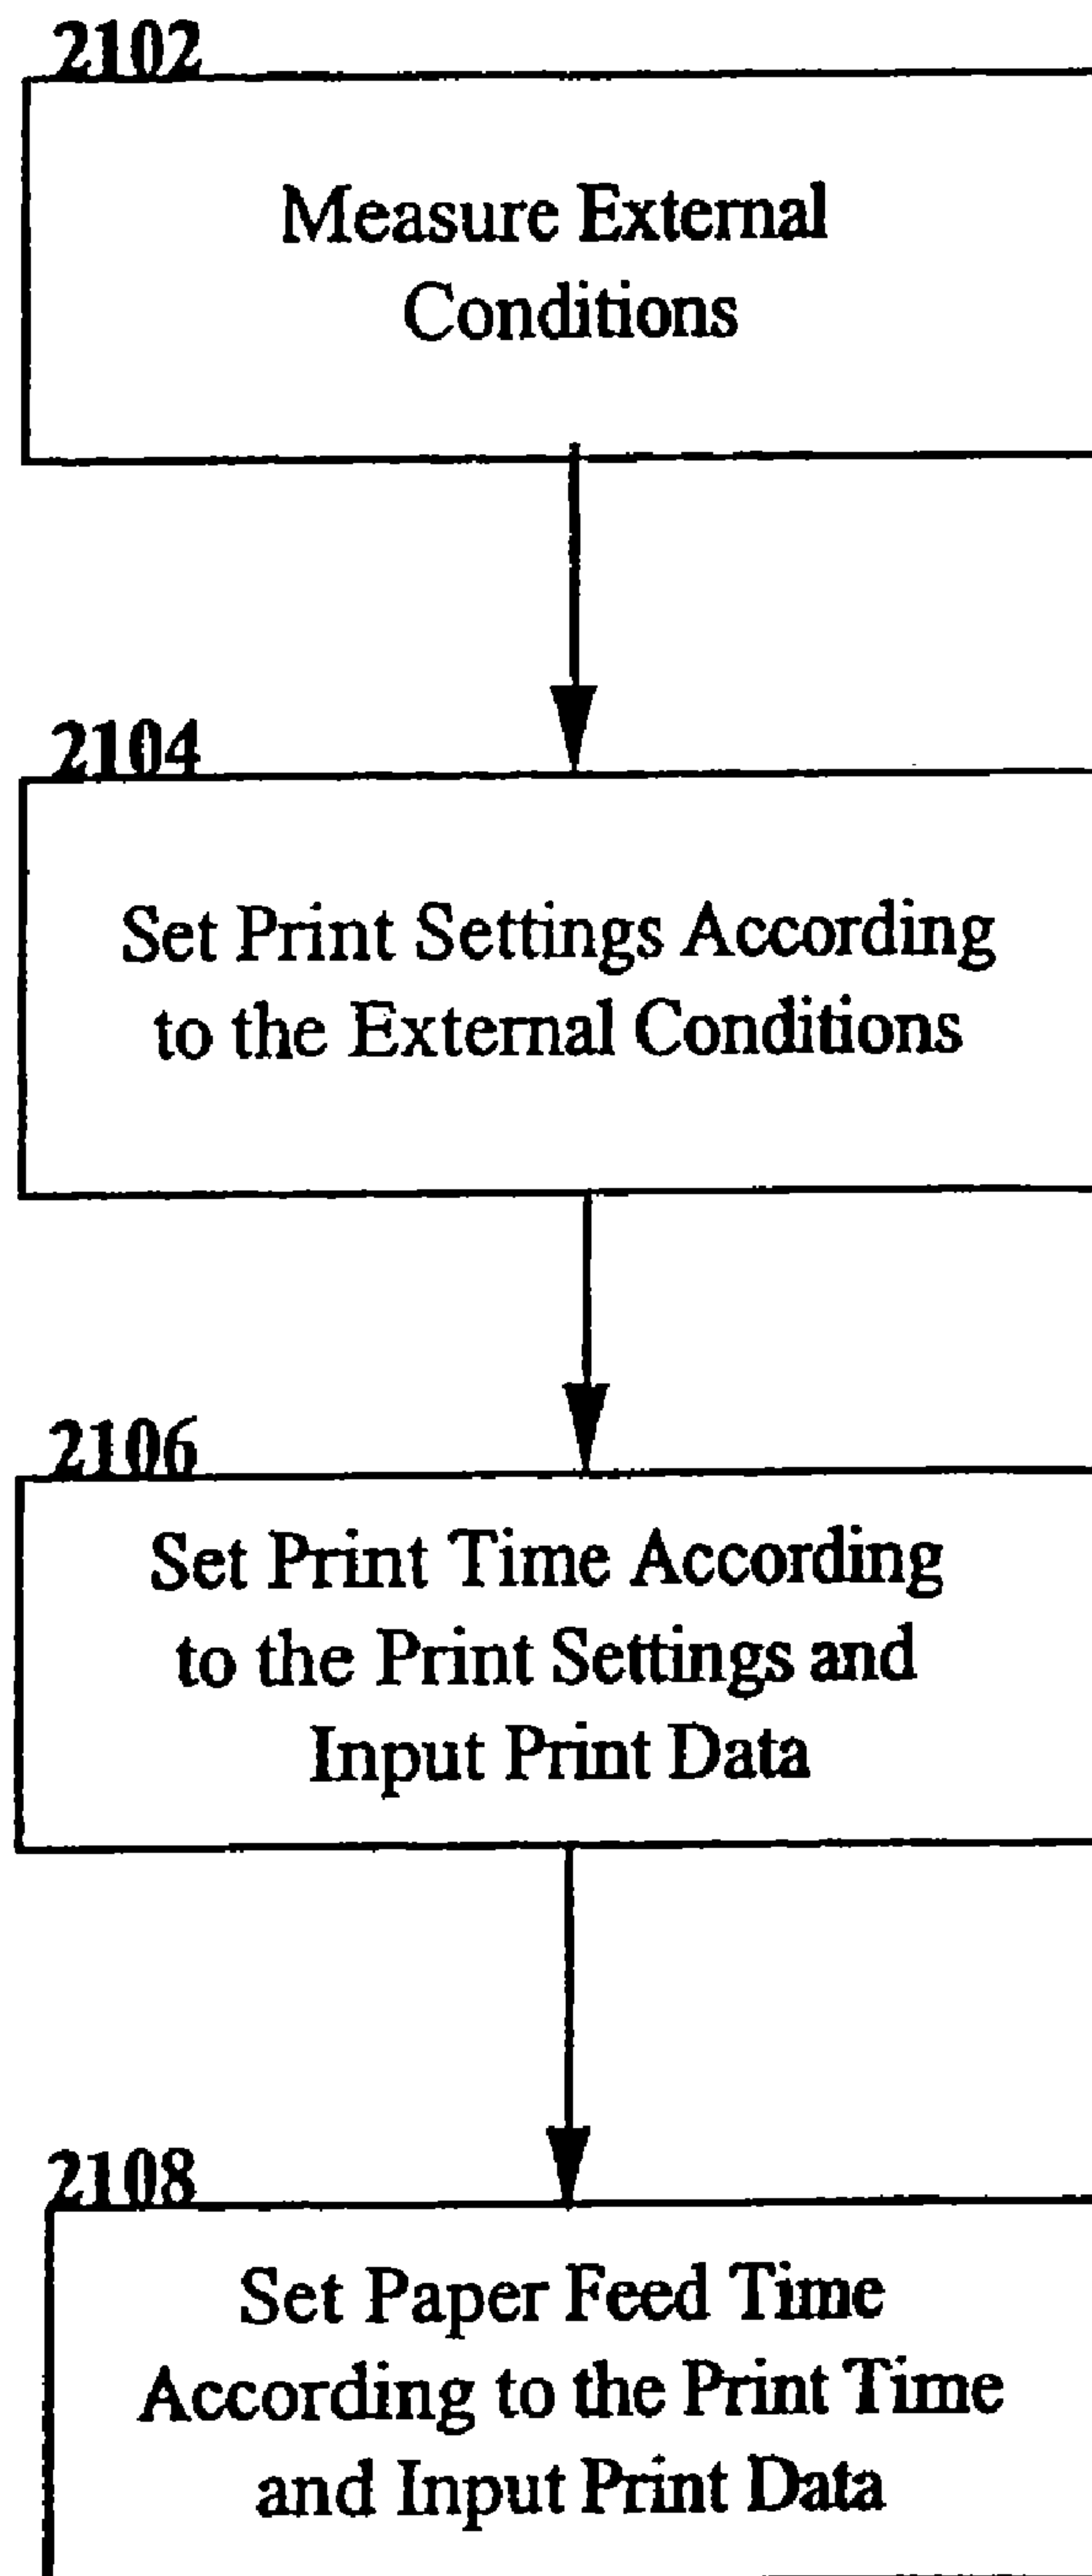 2102
Measure External
Conditions
2104
Set Print Settings According
to the External Conditions
2106
Set Print Time According
to the Print Settings and
Input Print Data
2108
Set Paper Feed Time
According to the Print Time
and Input Print Data